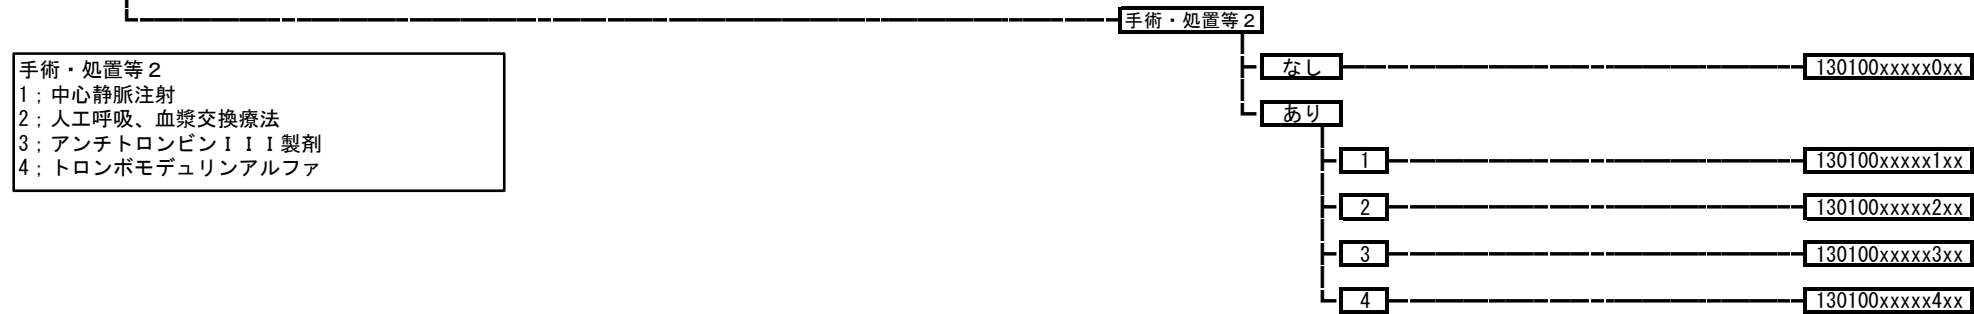 手術・処置等２
手術・処置等２
1；中心静脈注射
2；人工呼吸、血漿交換療法
3；アンチトロンビンＩＩＩ製剤
4；トロンボモデュリンアルファ
なし
130100xxxxx0xx
あり
1
130100xxxxx1xx
2
130100xxxxx2xx
3
130100xxxxx3xx
4
130100xxxxx4xx